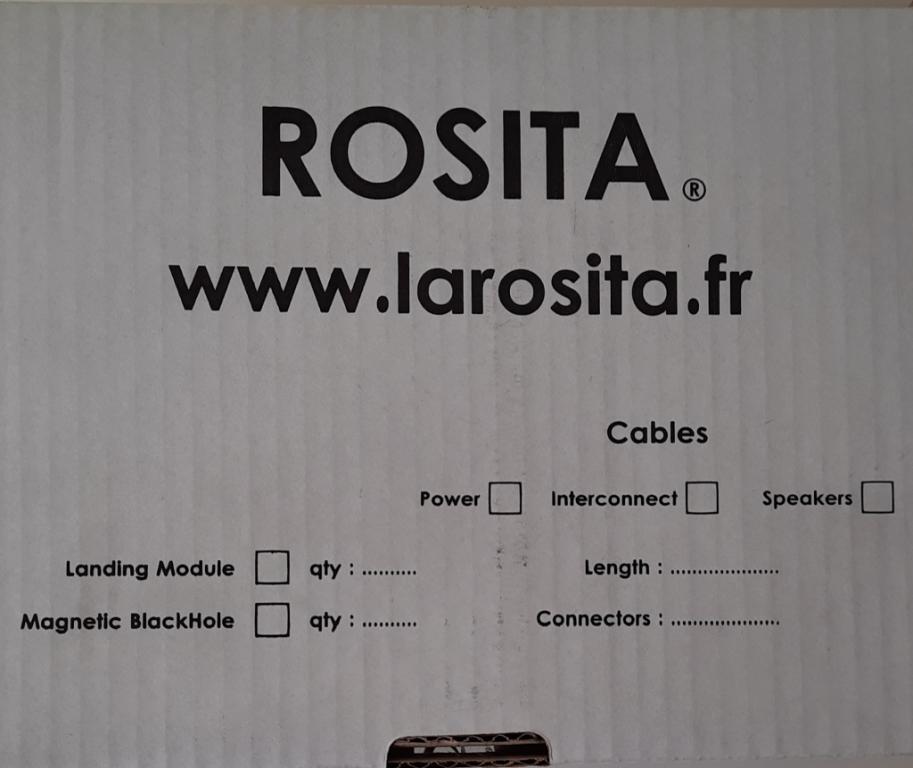 ROSITA®
www.larosita.fr
Cables
Power Interconnect Speakers
Landing Module qty : .......... Length : ....................
Magnetic BlackHole qty : .......... Connectors : ....................